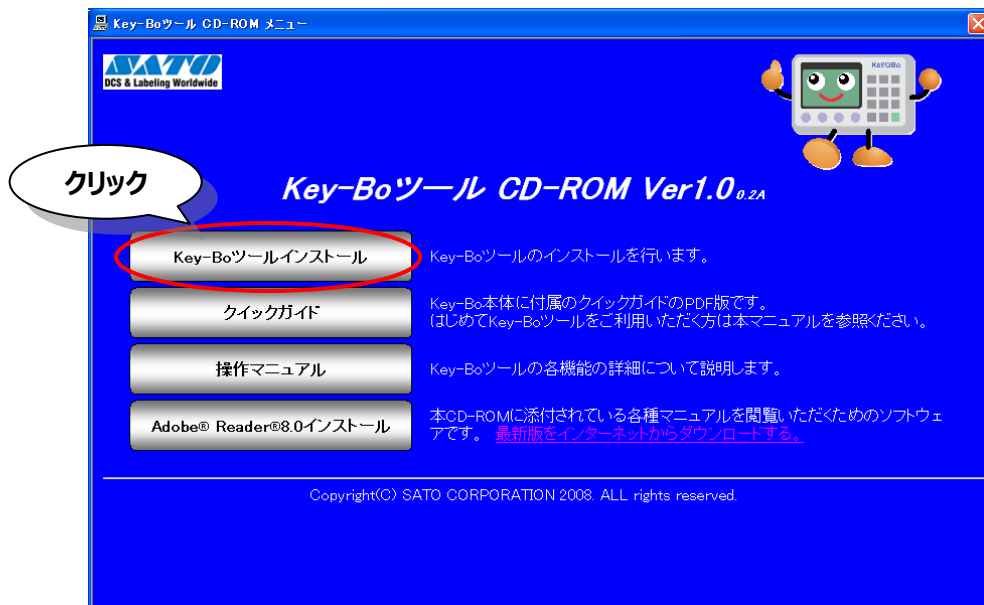 Key-Boツール CD-ROM メニュー
SATO
DCS & Labeling Worldwide
KeyQBo
クリック
Key-Boツール CD-ROM Ver1.0 0.2A
Key-Boツールインストール
Key-Boツールのインストールを行います。
クイックガイド
Key-Bo本体に付属のクイックガイドのPDF版です。
はじめてKey-Boツールをご利用いただく方は本マニュアルを参照ください。
操作マニュアル
Key-Boツールの各機能の詳細について説明します。
Adobe® Reader®8.0インストール
本CD-ROMに添付されている各種マニュアルを閲覧いただくためのソフトウェ
アです。 最新版をインターネットからダウンロードする。
Copyright(C) SATO CORPORATION 2008. ALL rights reserved.